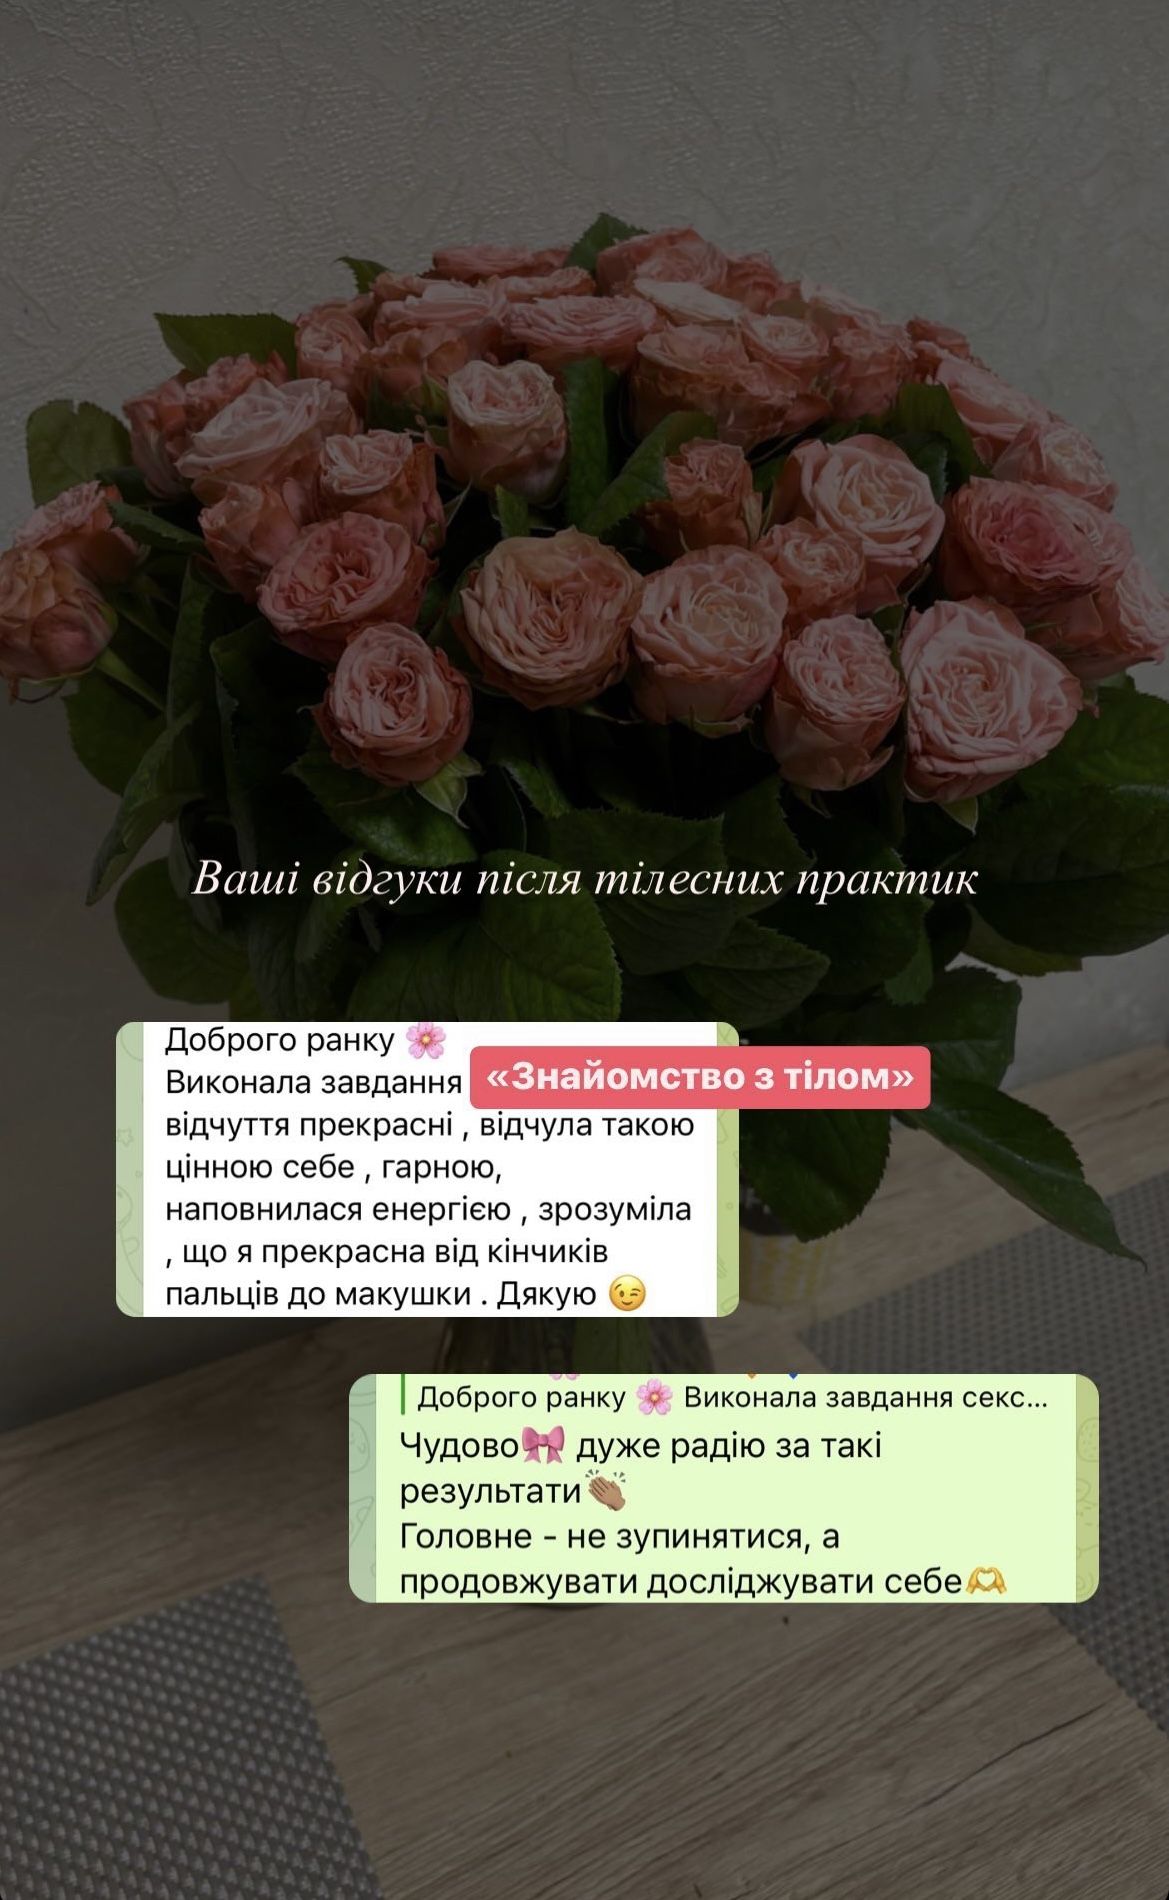 Ваші відгуки після тілесних практик
Доброго ранку 🌸
Виконала завдання «Знайомство з тілом»
відчуття прекрасні , відчула такою
цінною себе , гарною,
наповнилася енергією , зрозуміла
, що я прекрасна від кінчиків
пальців до макушки . Дякую 😉
Доброго ранку 🌸 Виконала завдання секс...
Чудово🎀 дуже радію за такі
результати👏🏽
Головне - не зупинятися, а
продовжувати досліджувати себе🫶